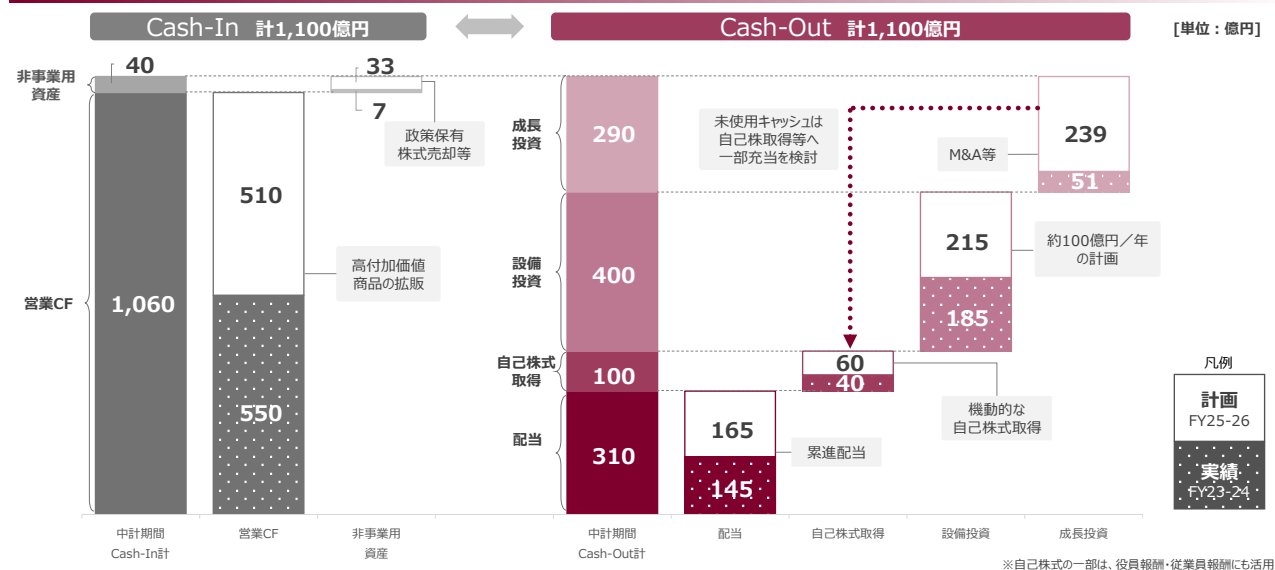 Cash-In 計1,100億円
Cash-Out 計1,100億円
[単位：億円]
非事業用
資産
営業CF
40
1,060
510
550
33
7
政策保有
株式売却等
高付加価値
商品の拡販
成長
投資
設備
投資
自己株式
取得
配当
290
400
100
310
165
145
累進配当
未使用キャッシュは
自己株取得等へ
一部充当を検討
60
40
機動的な
自己株式取得
215
185
約100億円／年
の計画
M&A等
239
51
凡例
計画
FY25-26
実績
FY23-24
中計期間
Cash-In計
営業CF
非事業用
資産
中計期間
Cash-Out計
配当
自己株式取得
設備投資
成長投資
※自己株式の一部は、役員報酬・従業員報酬にも活用